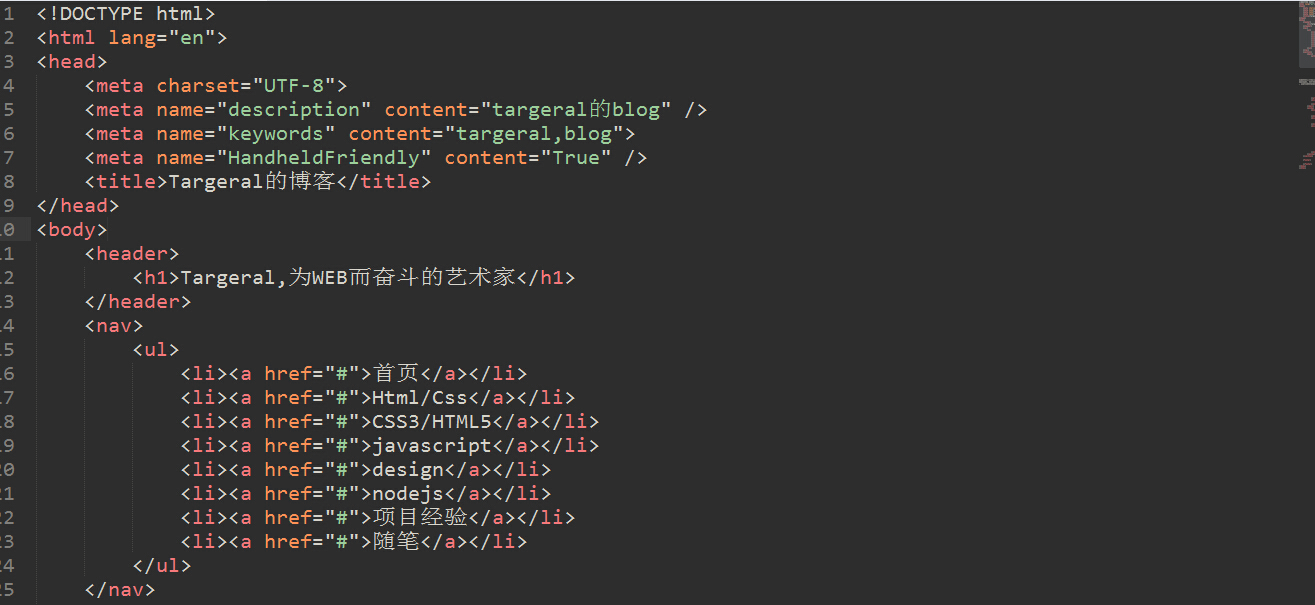 1 <!DOCTYPE html>
2 <html lang="en">
3 <head>
4     <meta charset="UTF-8">
5     <meta name="description" content="targeral的blog" />
6     <meta name="keywords" content="targeral,blog">
7     <meta name="HandheldFriendly" content="True" />
8     <title>Targeral的博客</title>
9 </head>
10 <body>
11     <header>
12         <h1>Targeral,为WEB而奋斗的艺术家</h1>
13     </header>
14     <nav>
15         <ul>
16             <li><a href="#">首页</a></li>
17             <li><a href="#">Html/Css</a></li>
18             <li><a href="#">CSS3/HTML5</a></li>
19             <li><a href="#">javascript</a></li>
20             <li><a href="#">design</a></li>
21             <li><a href="#">nodejs</a></li>
22             <li><a href="#">项目经验</a></li>
23             <li><a href="#">随笔</a></li>
24         </ul>
25     </nav>